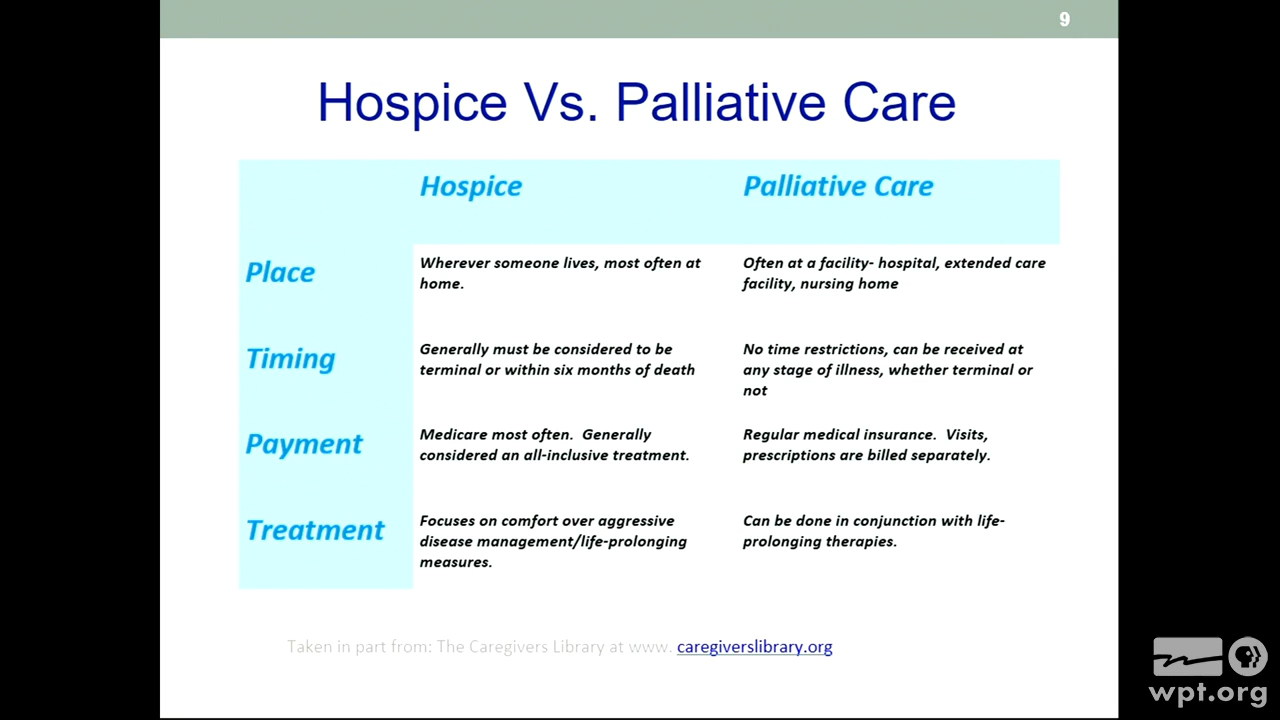 9
Hospice Vs. Palliative Care
Hospice
Palliative Care
Place
Wherever someone lives, most often at
home.
Often at a facility- hospital, extended care
facility, nursing home
Timing
Generally must be considered to be
terminal or within six months of death
No time restrictions, can be received at
any stage of illness, whether terminal or
not
Payment
Medicare most often.  Generally
considered an all-inclusive treatment.
Regular medical insurance.  Visits,
prescriptions are billed separately.
Treatment
Focuses on comfort over aggressive
disease management/life-prolonging
measures.
Can be done in conjunction with life-
prolonging therapies.
Taken in part from: The Caregivers Library at www. caregiverslibrary.org
wpt.org